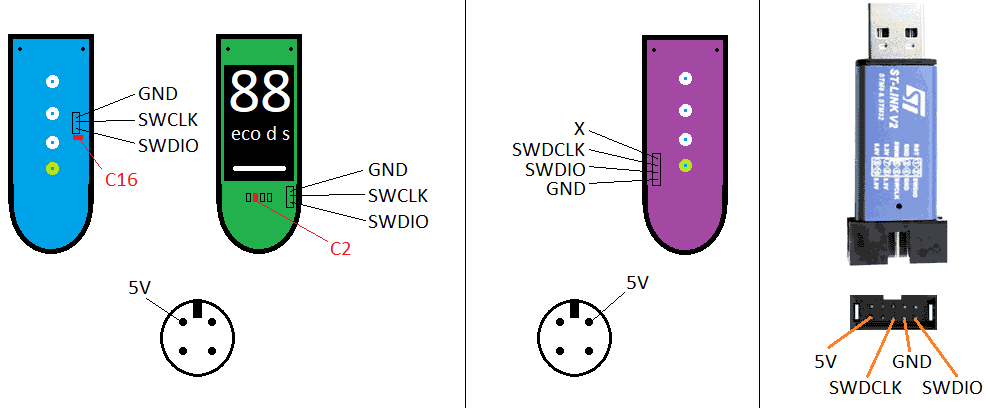 GND
SWCLK
SWDIO
C16
88
eco d s
GND
SWCLK
SWDIO
C2
5V
X
SWDCLK
SWDIO
GND
5V
ST-LINK V2
STM8 & STM32
5V
GND
SWDCLK
SWDIO